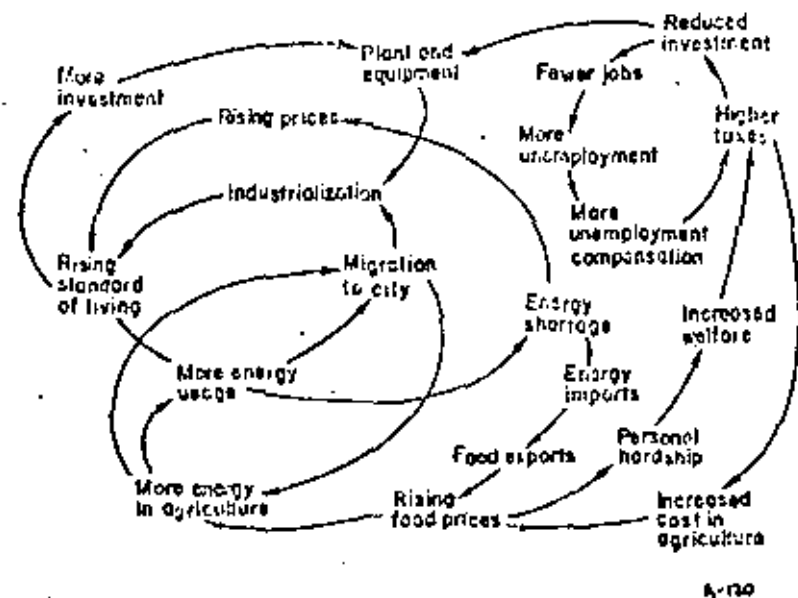 Reduced
investment
Plant and
equipment
Fewer jobs
More
investment
Rising prices
Higher
taxes
More
unemployment
Industrialization
More
unemployment
compensation
Rising
standard
of living
Migration
to city
Energy
shortage
Increased
welfare
More energy
usage
Energy
imports
Personal
hardship
Food exports
More energy
in agriculture
Rising
food prices
Increased
cost in
agriculture